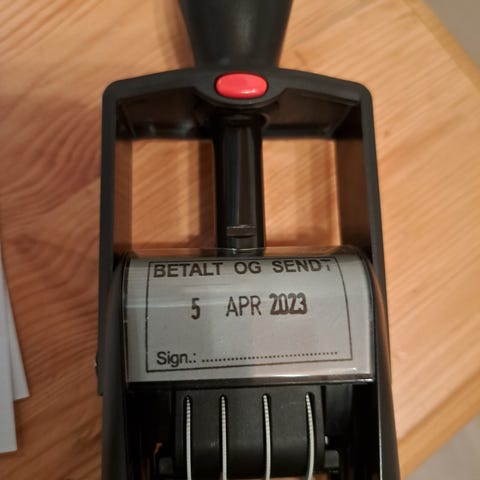 BETALT OG SENDT
5 APR 2023
Sign.: ........................................